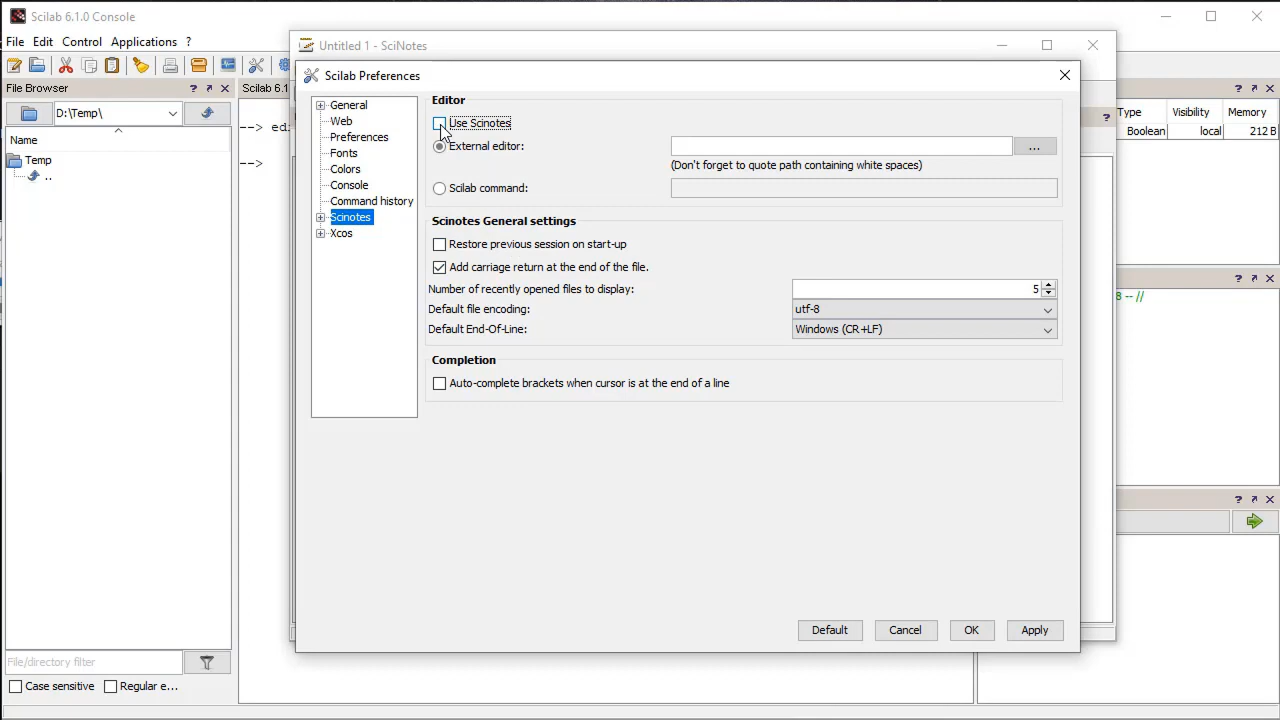 Scilab 6.1.0 Console
File Edit Control Applications ?
Untitled 1 - SciNotes
File Browser ? Scilab 6.1
Scilab Preferences
D:\Temp\
Name
Temp
..
--> edi
-->
General
Web
Preferences
Fonts
Colors
Console
Command history
Scinotes
Xcos
Editor
Use Scinotes
External editor: ...
(Don't forget to quote path containing white spaces)
Scilab command:
Scinotes General settings
Restore previous session on start-up
Add carriage return at the end of the file.
Number of recently opened files to display: 5
Default file encoding: utf-8
Default End-Of-Line: Windows (CR+LF)
Completion
Auto-complete brackets when cursor is at the end of a line
Default Cancel OK Apply
?
?
Type Visibility Memory
Boolean local 212 B
?
-- //
?
File/directory filter
Case sensitive Regular e...